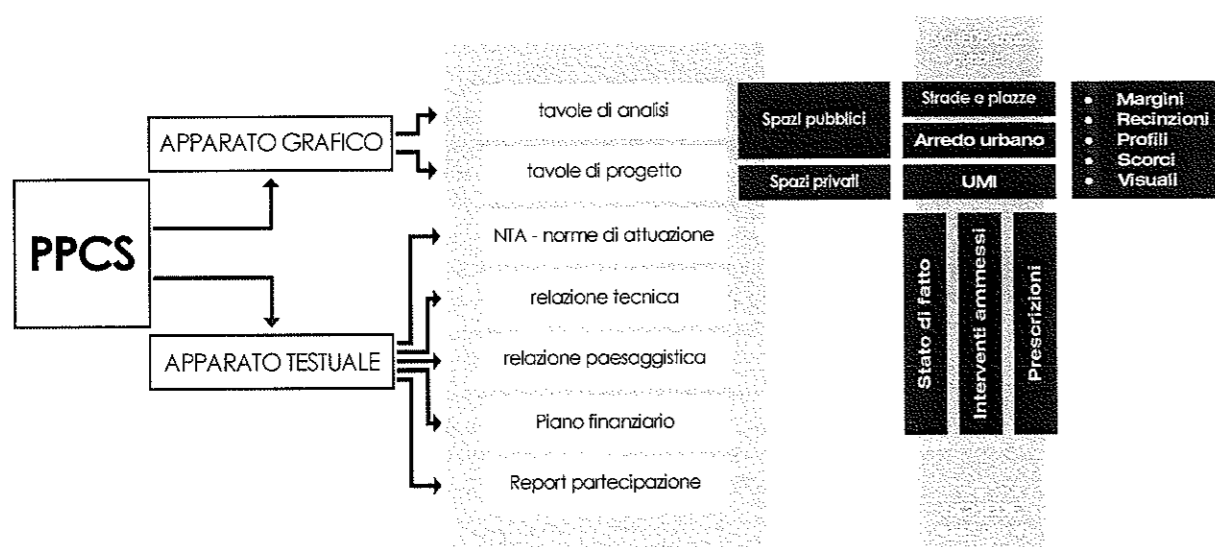 PPCS
APPARATO GRAFICO
APPARATO TESTUALE
tavole di analisi
tavole di progetto
NTA - norme di attuazione
relazione tecnica
relazione paesaggistica
Piano finanziario
Report partecipazione
Spazi pubblici
Spazi privati
Strade e piazze
Arredo urbano
UMI
• Margini
• Recinzioni
• Profili
• Scorci
• Visuali
Stato di fatto
Interventi ammessi
Prescrizioni